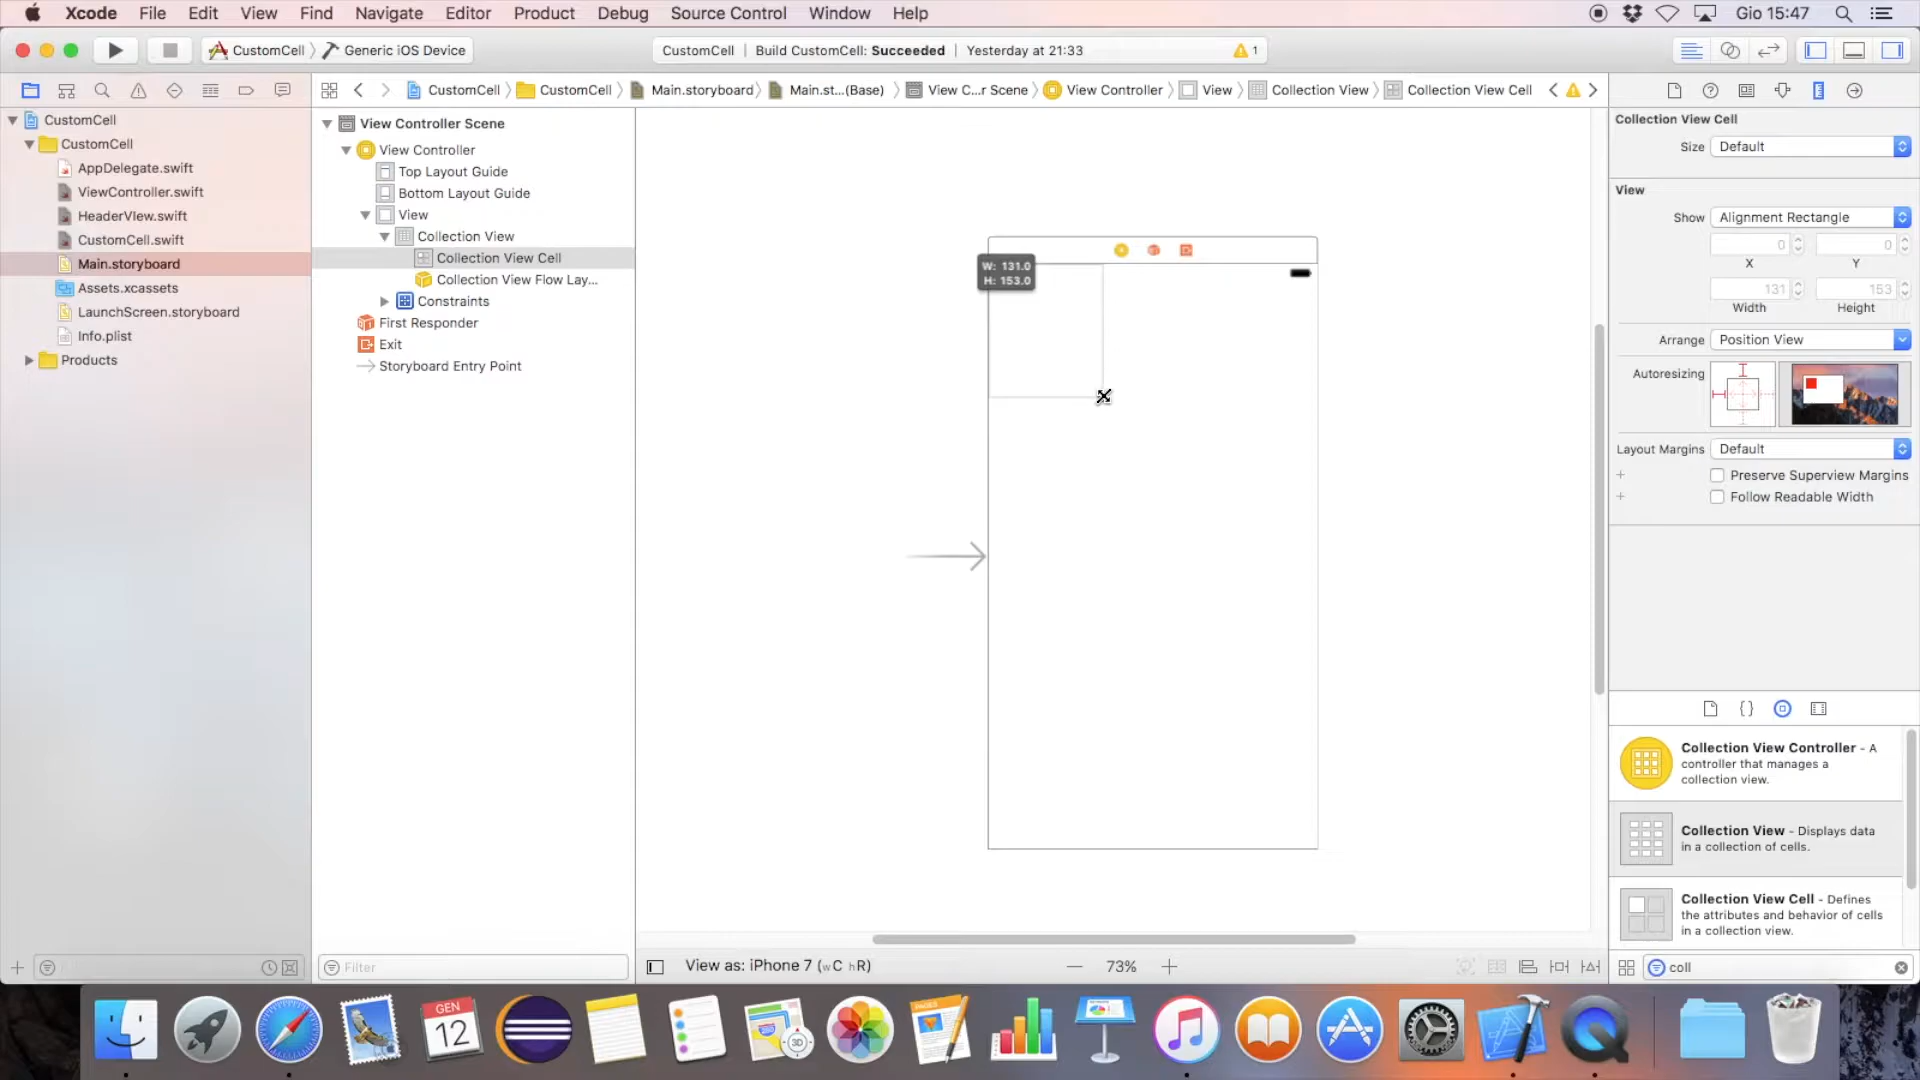 Xcode File Edit View Find Navigate Editor Product Debug Source Control Window Help Gio 15:47
CustomCell Generic iOS Device
CustomCell | Build CustomCell: Succeeded | Yesterday at 21:33 1
CustomCell CustomCell Main.storyboard Main.st...(Base) View C...r Scene View Controller View Collection View Collection View Cell
CustomCell
CustomCell
AppDelegate.swift
ViewController.swift
HeaderVIew.swift
CustomCell.swift
Main.storyboard
Assets.xcassets
LaunchScreen.storyboard
Info.plist
Products
View Controller Scene
View Controller
Top Layout Guide
Bottom Layout Guide
View
Collection View
Collection View Cell
Collection View Flow Lay...
Constraints
First Responder
Exit
Storyboard Entry Point
Filter
W: 131.0
H: 153.0
View as: iPhone 7 (wC hR)
73%
Collection View Cell
Size Default
View
Show Alignment Rectangle
0 0
X Y
131 153
Width Height
Arrange Position View
Autoresizing
Layout Margins Default
Preserve Superview Margins
Follow Readable Width
Collection View Controller - A
controller that manages a
collection view.
Collection View - Displays data
in a collection of cells.
Collection View Cell - Defines
the attributes and behavior of cells
in a collection view.
coll
GEN
12
3D
PAGES